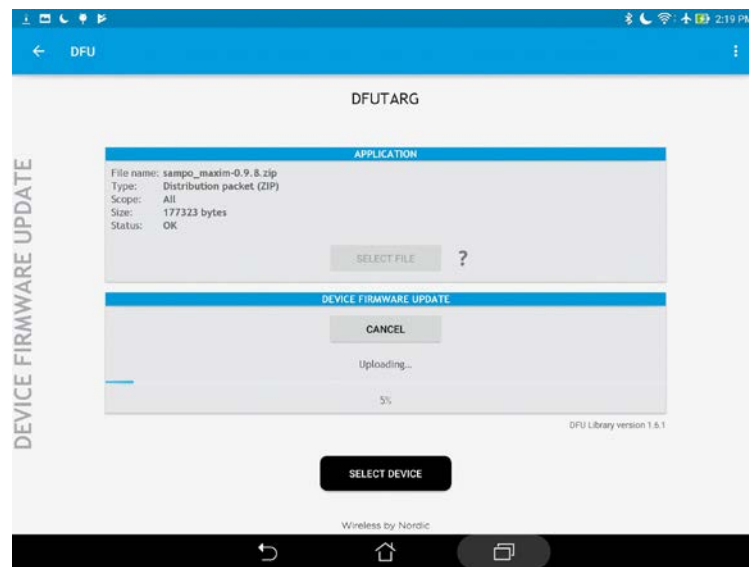 2:19 PM
DFU
DFUTARG
DEVICE FIRMWARE UPDATE
APPLICATION
File name: sampo_maxim-0.9.8.zip
Type: Distribution packet (ZIP)
Scope: All
Size: 177323 bytes
Status: OK
SELECT FILE ?
DEVICE FIRMWARE UPDATE
CANCEL
Uploading...
5%
DFU Library version 1.6.1
SELECT DEVICE
Wireless by Nordic